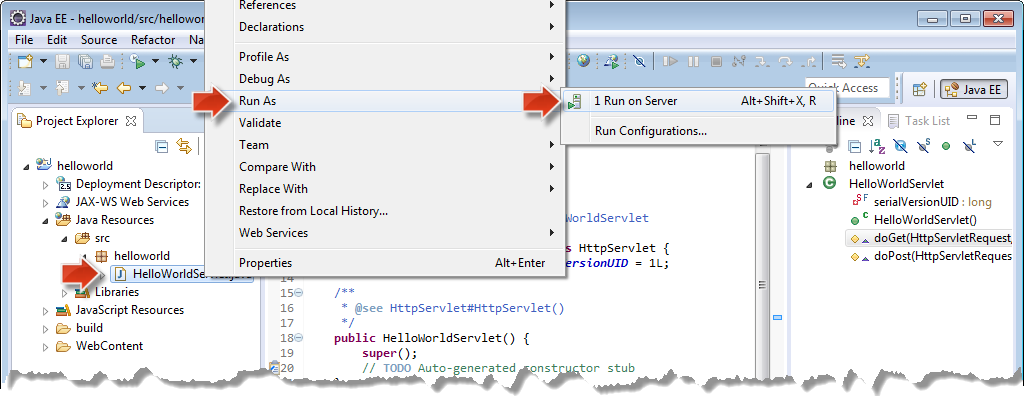 References
Java EE - helloworld/src/hellowo
Declarations
File Edit Source Refactor Na
Profile As
Debug As
Quick Access
Java EE
Run As
1 Run on Server Alt+Shift+X, R
Validate
Run Configurations...
Project Explorer
Team
Task List
Compare With
Replace With
Restore from Local History...
Web Services
Properties Alt+Enter
helloworld
Deployment Descriptor:
2.5
JAX-WS Web Services
Java Resources
src
helloworld
HelloWorldSer
Libraries
JavaScript Resources
build
WebContent
WorldServlet
s HttpServlet {
ersionUID = 1L;
14
15 /**
16 * @see HttpServlet#HttpServlet()
17 */
18 public HelloWorldServlet() {
19 super();
20 // TODO Auto-generated constructor stub
helloworld
HelloWorldServlet
serialVersionUID : long
HelloWorldServlet()
doGet(HttpServletRequest,
doPost(HttpServletReques